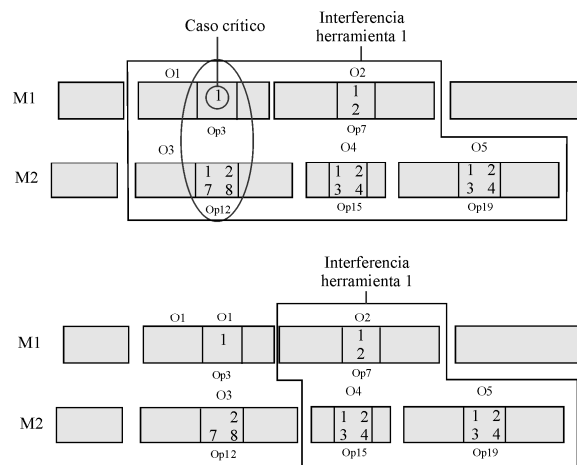 Caso crítico
Interferencia
herramienta 1
O1
O2
M1
1
1
2
Op3
Op7
O3
O4
O5
M2
1 2
7 8
1 2
3 4
1 2
3 4
Op12
Op15
Op19
Interferencia
herramienta 1
O1
O1
O2
M1
1
1
2
Op3
Op7
O3
O4
O5
M2
2
7 8
1 2
3 4
1 2
3 4
Op12
Op15
Op19